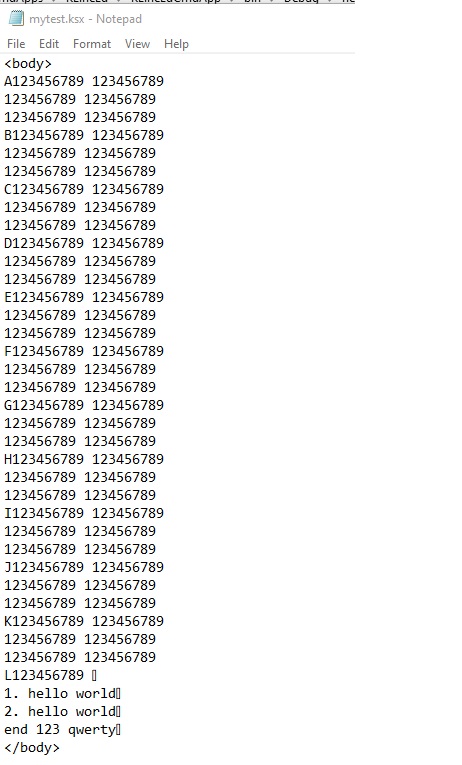 mytest.ksx - Notepad
File Edit Format View Help
<body>
A123456789 123456789
123456789 123456789
123456789 123456789
B123456789 123456789
123456789 123456789
123456789 123456789
C123456789 123456789
123456789 123456789
123456789 123456789
D123456789 123456789
123456789 123456789
123456789 123456789
E123456789 123456789
123456789 123456789
123456789 123456789
F123456789 123456789
123456789 123456789
123456789 123456789
G123456789 123456789
123456789 123456789
123456789 123456789
H123456789 123456789
123456789 123456789
123456789 123456789
I123456789 123456789
123456789 123456789
123456789 123456789
J123456789 123456789
123456789 123456789
123456789 123456789
K123456789 123456789
123456789 123456789
123456789 123456789
L123456789 ▯
1. hello world▯
2. hello world▯
end 123 qwerty▯
</body>